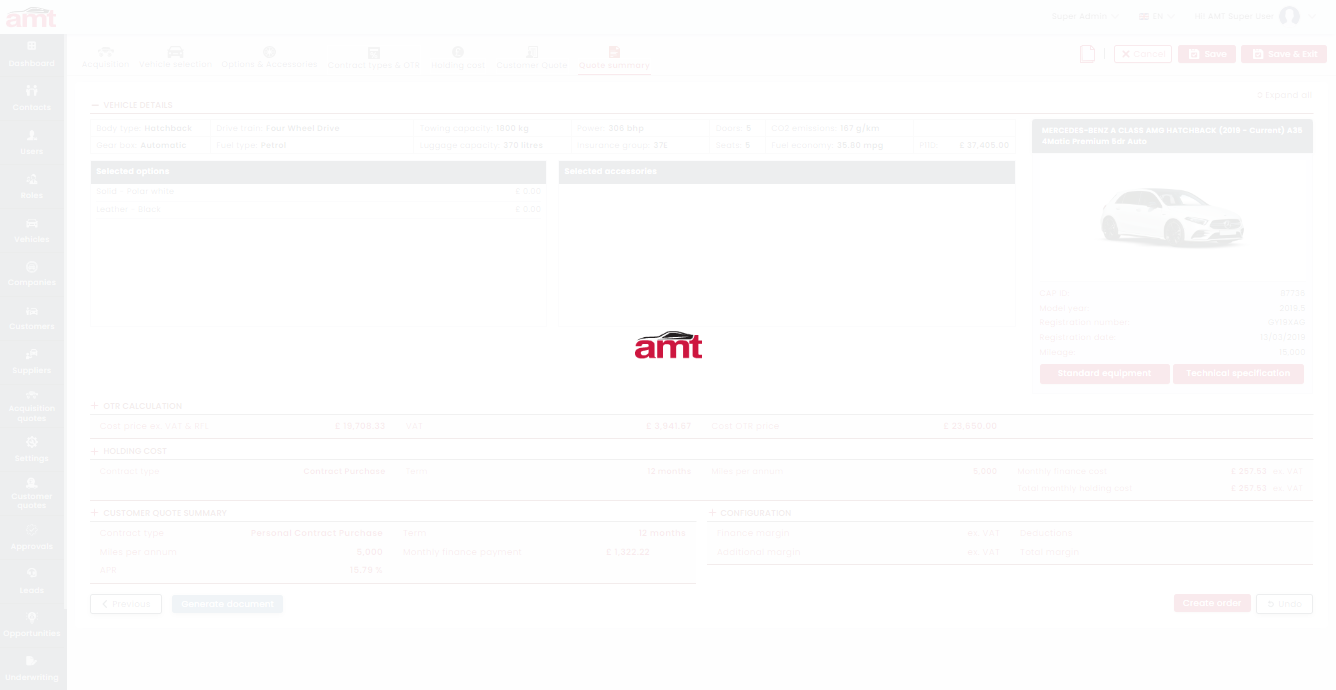 amt
Super Admin
EN
Hi! AMT Super User
Acquisition
Vehicle selection
Options & Accessories
Contract Types & OTR
Holding cost
Customer Quote
Quote summary
Cancel
Save
Save & Exit
Dashboard
Contacts
Users
Roles
Vehicles
Companies
Customers
Suppliers
Acquisition
quotes
Settings
Customer
quotes
Approvals
Leads
Opportunities
Underwriting
Expand all
VEHICLE DETAILS
Body type: Hatchback
Drive train: Four Wheel Drive
Towing capacity: 1800 kg
Power: 300 bhp
Doors: 5
CO2 emissions: 187 g/km
Gear box: Automatic
Fuel type: Petrol
Luggage capacity: 370 litres
Insurance group: 37E
Seats: 5
Fuel economy: 35.80 mpg
£ 37,405.00
Selected options
Solid - Polar white £ 0.00
Leather - Black £ 0.00
Selected accessories
MERCEDES-BENZ A CLASS AMG HATCHBACK (2018 - Current) A35
4Matic Premium 5dr Auto
CAP ID
Model year 2019.5
Registration number
Registration date
Mileage 15,000
Standard equipment
Technical specification
amt
OTR CALCULATION
Cost price ex. VAT & RFL £ 19,708.33
VAT £ 3,941.67
Cost OTR price £ 23,650.00
HOLDING COST
Contract type Contract Purchase
Term 12 months
Miles per annum 5,000
Monthly finance cost £ 257.63 ex. VAT
Total monthly holding cost £ 257.63 ex. VAT
CUSTOMER QUOTE SUMMARY
Contract type Personal Contract Purchase
Term 12 months
Miles per annum 5,000
Monthly finance payment £ 1,822.22
APR 15.79 %
CONFIGURATION
Finance margin ex. VAT
Deductions
Additional margin ex. VAT
Total margin
Previous
Generate document
Create order
Undo